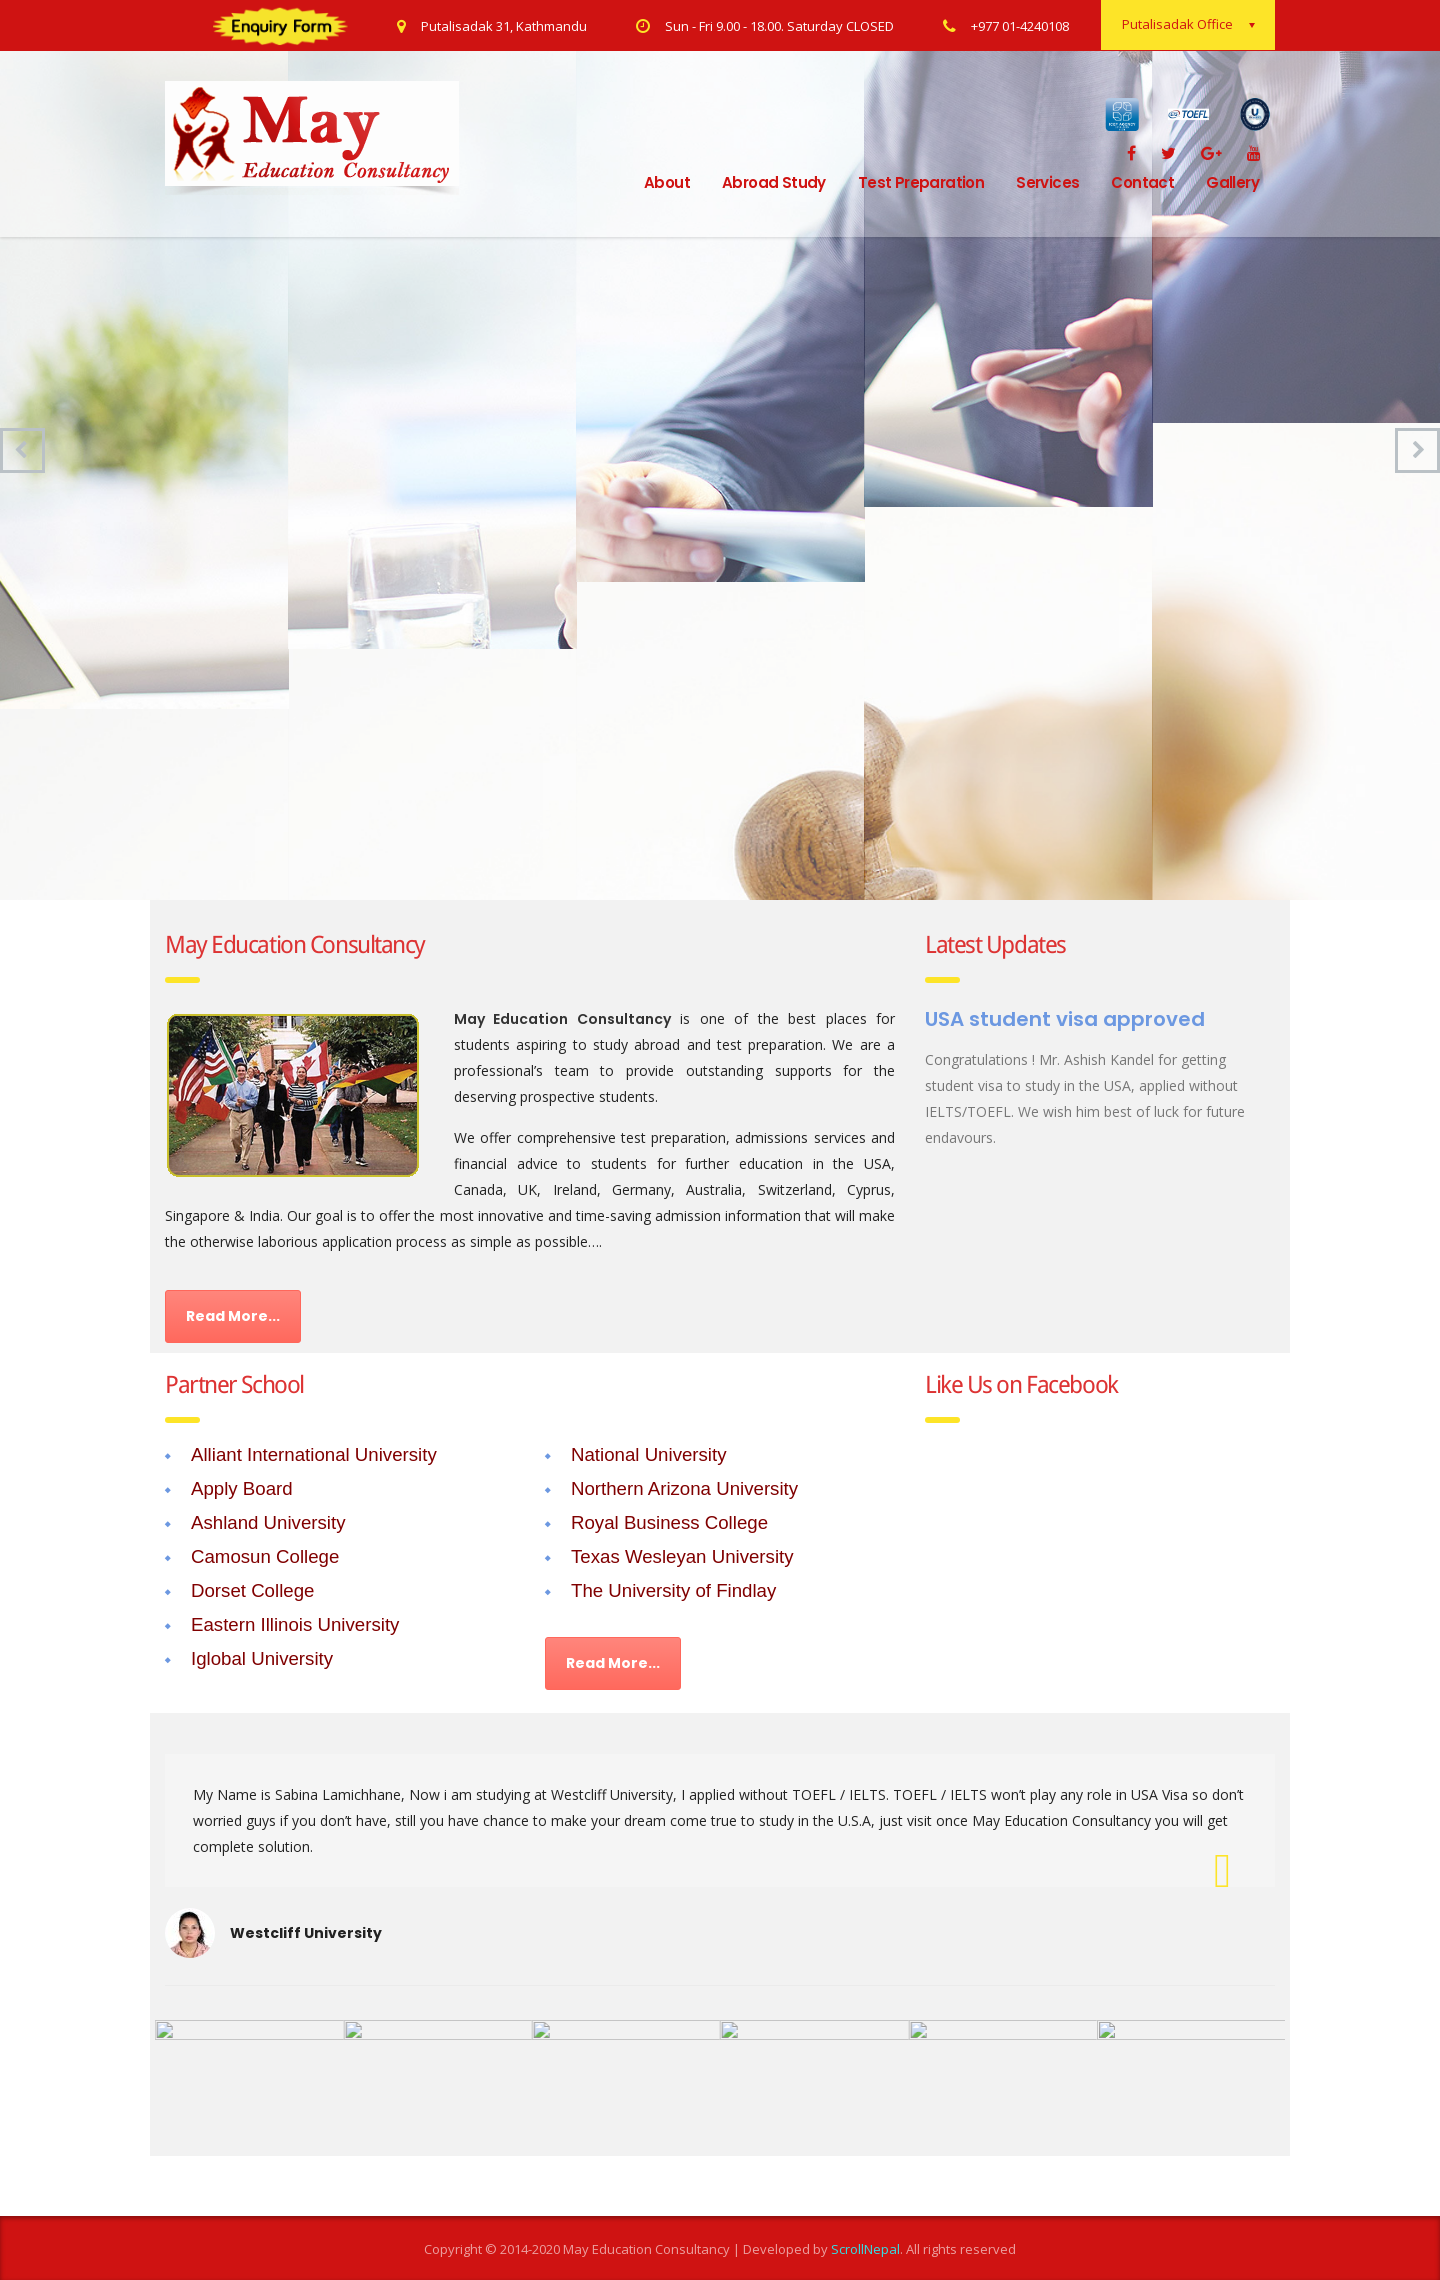 Enquiry Form
Putalisadak 31, Kathmandu
Sun - Fri 9.00 - 18.00. Saturday CLOSED
+977 01-4240108
Putalisadak Office
May
Education Consultancy
TOEFL
About Abroad Study Test Preparation Services Contact Gallery
May Education Consultancy
May Education Consultancy is one of the best places for
students aspiring to study abroad and test preparation. We are a
professional’s team to provide outstanding supports for the
deserving prospective students.
We offer comprehensive test preparation, admissions services and
financial advice to students for further education in the USA,
Canada, UK, Ireland, Germany, Australia, Switzerland, Cyprus,
Singapore & India. Our goal is to offer the most innovative and time-saving admission information that will make
the otherwise laborious application process as simple as possible….
Read More...
Latest Updates
USA student visa approved
Congratulations ! Mr. Ashish Kandel for getting
student visa to study in the USA, applied without
IELTS/TOEFL. We wish him best of luck for future
endavours.
Partner School
Alliant International University
Apply Board
Ashland University
Camosun College
Dorset College
Eastern Illinois University
Iglobal University
National University
Northern Arizona University
Royal Business College
Texas Wesleyan University
The University of Findlay
Read More...
Like Us on Facebook
My Name is Sabina Lamichhane, Now i am studying at Westcliff University, I applied without TOEFL / IELTS. TOEFL / IELTS won’t play any role in USA Visa so don’t
worried guys if you don’t have, still you have chance to make your dream come true to study in the U.S.A, just visit once May Education Consultancy you will get
complete solution.
Westcliff University
Copyright © 2014-2020 May Education Consultancy | Developed by ScrollNepal. All rights reserved